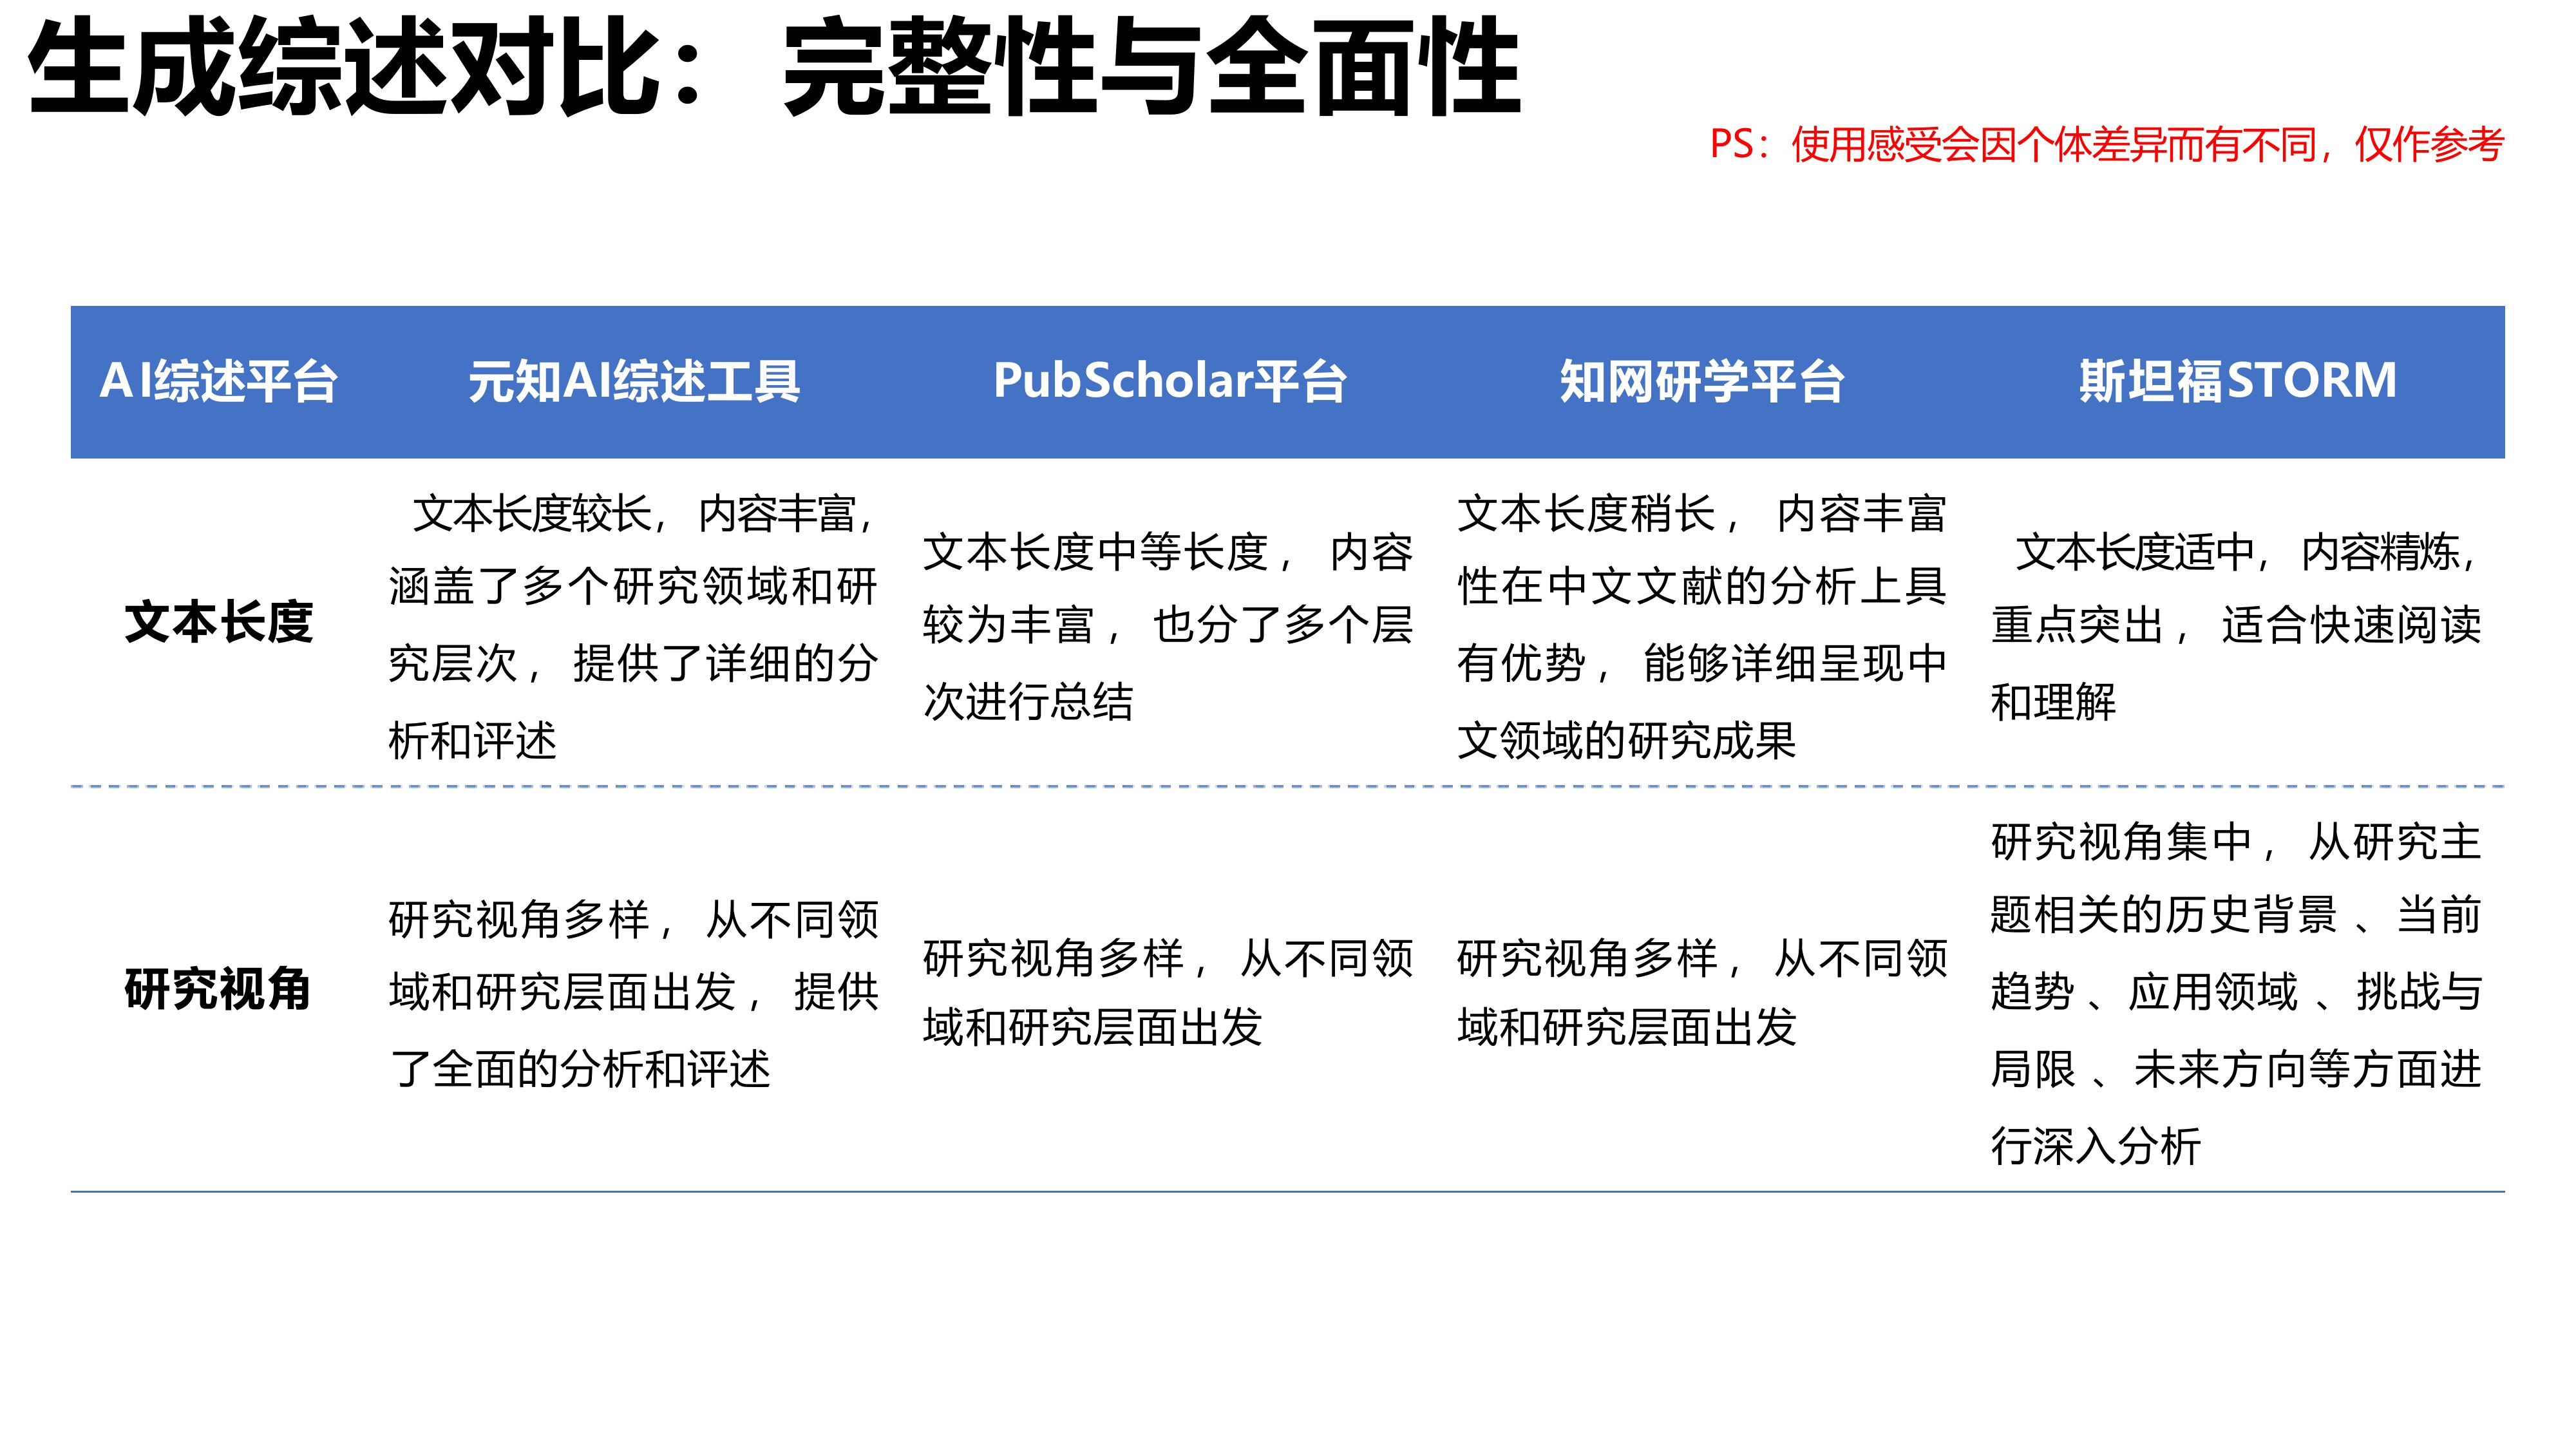 生成综述对比：完整性与全面性
PS：使用感受会因个体差异而有不同，仅作参考
AI综述平台
元知AI综述工具
PubScholar平台
知网研学平台
斯坦福STORM
文本长度
文本长度较长，内容丰富，
涵盖了多个研究领域和研
究层次，提供了详细的分
析和评述
文本长度中等长度，内容
较为丰富，也分了多个层
次进行总结
文本长度稍长，内容丰富
性在中文文献的分析上具
有优势，能够详细呈现中
文领域的研究成果
文本长度适中，内容精炼，
重点突出，适合快速阅读
和理解
研究视角
研究视角多样，从不同领
域和研究层面出发，提供
了全面的分析和评述
研究视角多样，从不同领
域和研究层面出发
研究视角多样，从不同领
域和研究层面出发
研究视角集中，从研究主
题相关的历史背景、当前
趋势、应用领域、挑战与
局限、未来方向等方面进
行深入分析